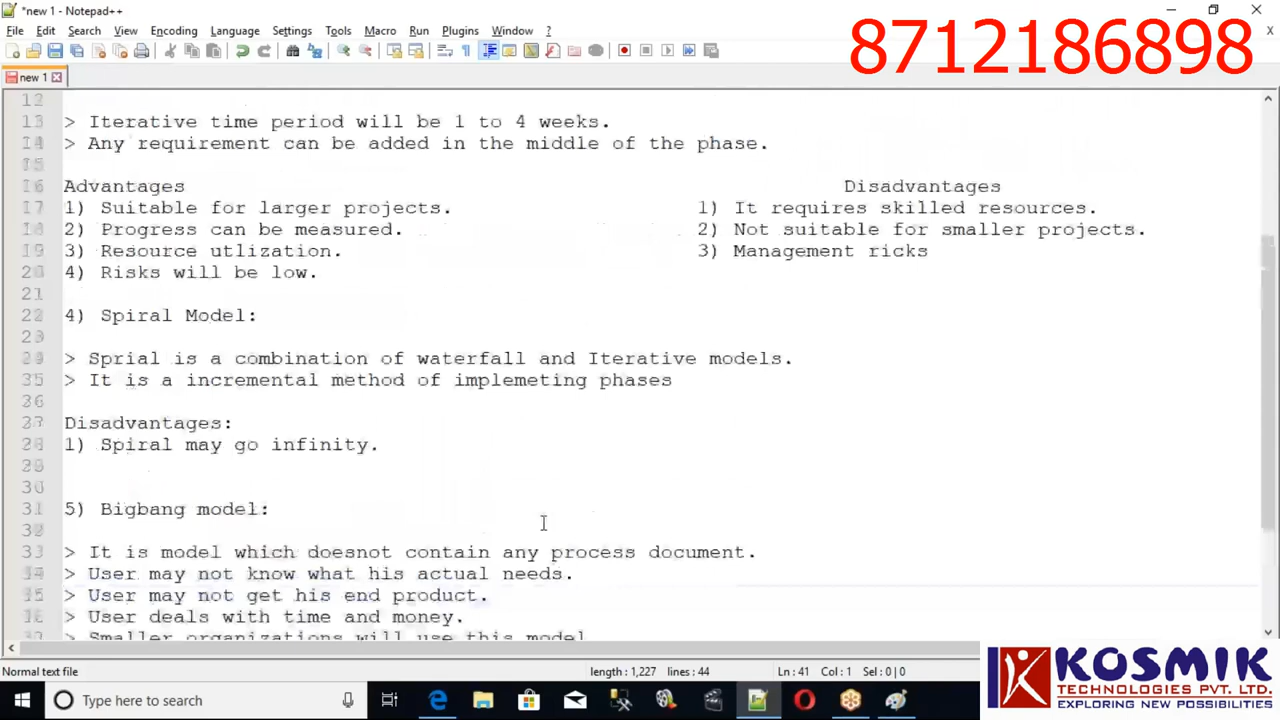 *new 1 - Notepad++
File Edit Search View Encoding Language Settings Tools Macro Run Plugins Window ?
8712186898
new 1
12
13 > Iterative time period will be 1 to 4 weeks.
14 > Any requirement can be added in the middle of the phase.
15
16 Advantages Disadvantages
17 1) Suitable for larger projects. 1) It requires skilled resources.
18 2) Progress can be measured. 2) Not suitable for smaller projects.
19 3) Resource utlization. 3) Management ricks
20 4) Risks will be low.
21
22 4) Spiral Model:
> Sprial is a combination of waterfall and Iterative models.
> It is a incremental method of implemeting phases
Disadvantages:
28 1) Spiral may go infinity.
29
30
31 5) Bigbang model:
32
33 > It is model which doesnot contain any process document.
> User may not know what his actual needs.
> User may not get his end product.
> User deals with time and money.
> Smaller organizations will use this model
Normal text file length : 1,227 lines : 44 Ln : 41 Col : 1 Sel : 0 | 0
KOSMIK
TECHNOLOGIES PVT. LTD.
EXPLORING NEW POSSIBILITIES
Type here to search